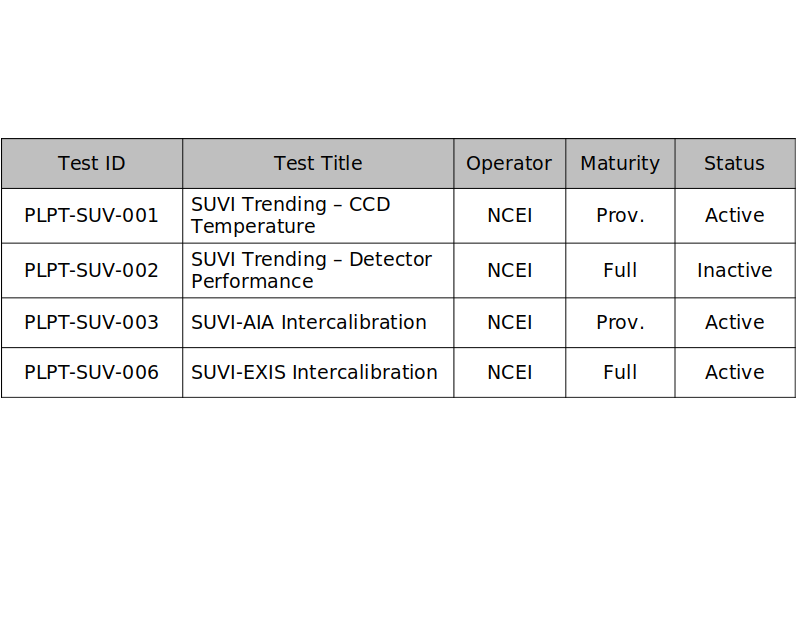 Test ID Test Title Operator Maturity Status
PLPT-SUV-001 SUVI Trending – CCD Temperature NCEI Prov. Active
PLPT-SUV-002 SUVI Trending – Detector Performance NCEI Full Inactive
PLPT-SUV-003 SUVI-AIA Intercalibration NCEI Prov. Active
PLPT-SUV-006 SUVI-EXIS Intercalibration NCEI Full Active